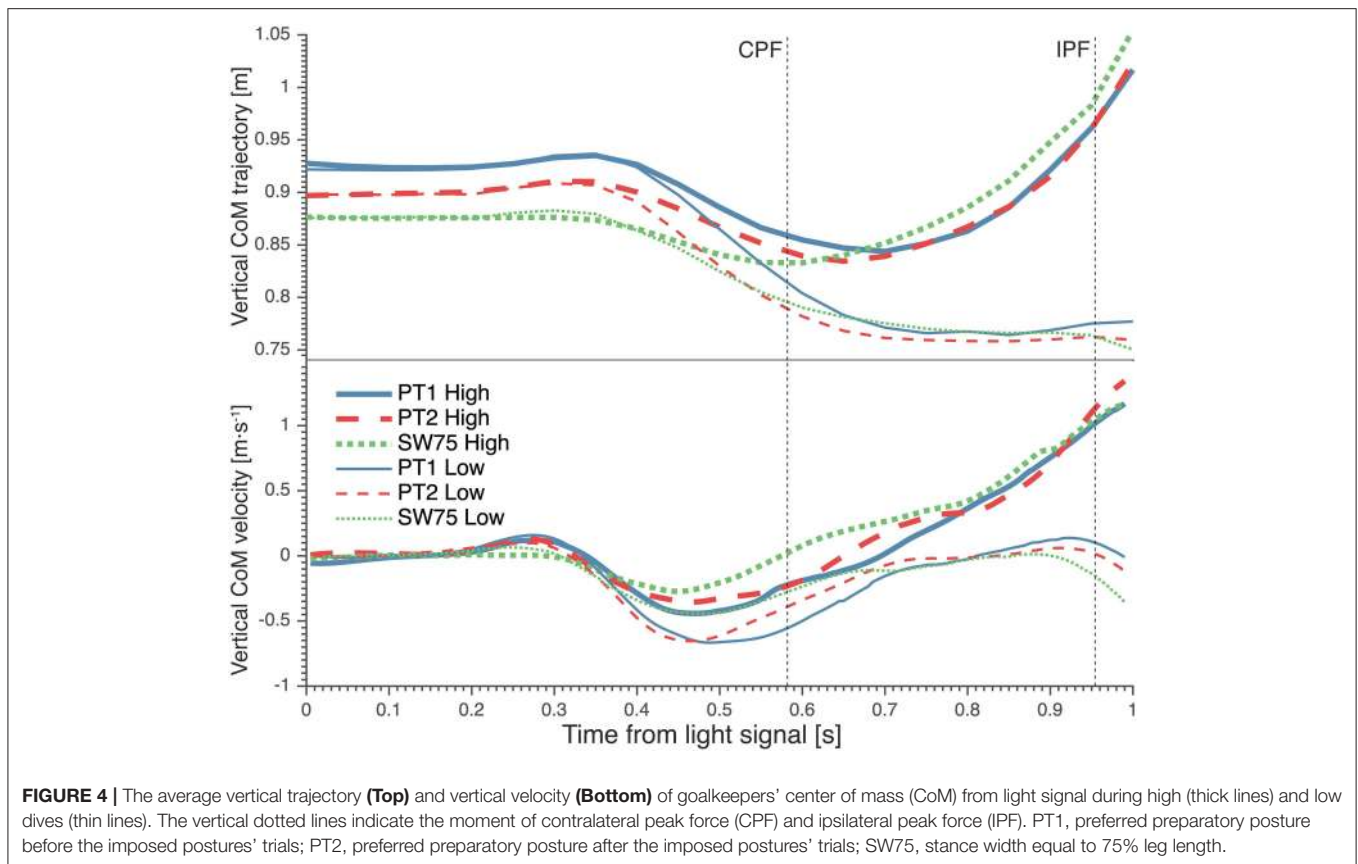 CPF
IPF
Vertical CoM trajectory [m]
1.05
1
0.95
0.9
0.85
0.8
0.75
Vertical CoM velocity [m·s⁻¹]
1
0.5
0
-0.5
-1
PT1 High
PT2 High
SW75 High
PT1 Low
PT2 Low
SW75 Low
0 0.1 0.2 0.3 0.4 0.5 0.6 0.7 0.8 0.9 1
Time from light signal [s]
FIGURE 4 | The average vertical trajectory (Top) and vertical velocity (Bottom) of goalkeepers' center of mass (CoM) from light signal during high (thick lines) and low
dives (thin lines). The vertical dotted lines indicate the moment of contralateral peak force (CPF) and ipsilateral peak force (IPF). PT1, preferred preparatory posture
before the imposed postures' trials; PT2, preferred preparatory posture after the imposed postures' trials; SW75, stance width equal to 75% leg length.